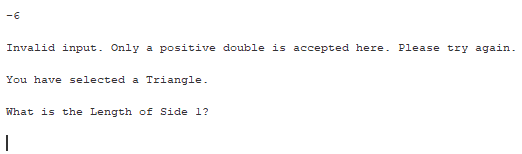 -6
Invalid input. Only a positive double is accepted here. Please try again.
You have selected a Triangle.
What is the Length of Side 1?